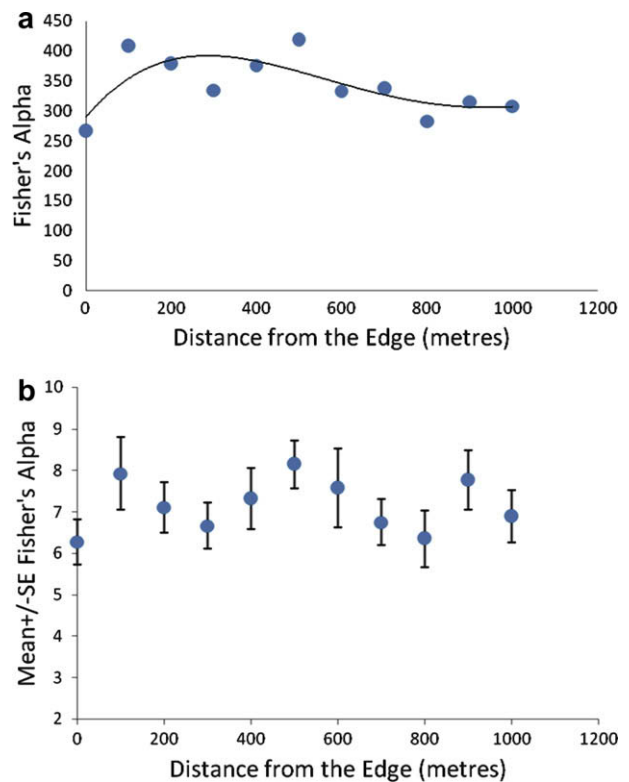 a
450
400
350
300
250
200
150
100
50
0
Fisher's Alpha
0 200 400 600 800 1000 1200
Distance from the Edge (metres)
b
10
9
8
7
6
5
4
3
2
Mean+/-SE Fisher's Alpha
0 200 400 600 800 1000 1200
Distance from the Edge (metres)